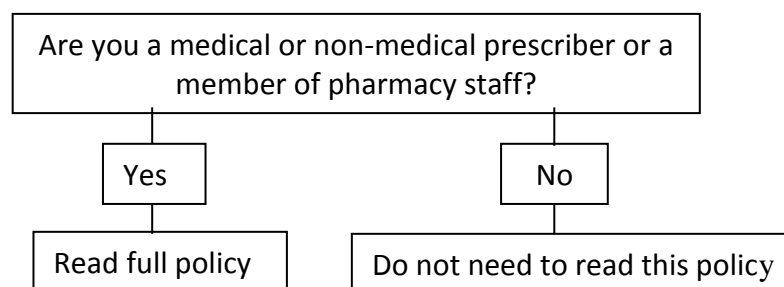 Are you a medical or non-medical prescriber or a
member of pharmacy staff?
Yes
No
Read full policy
Do not need to read this policy